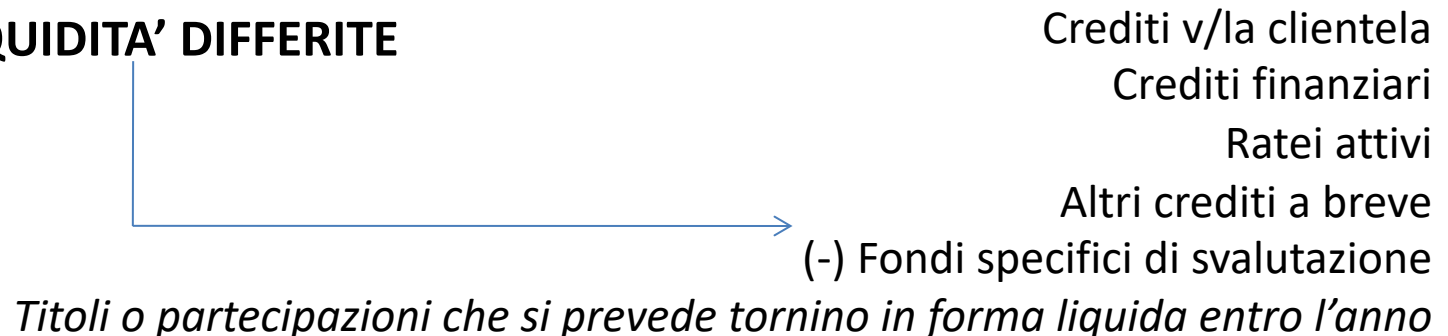 QUIDITA’ DIFFERITE
Crediti v/la clientela
Crediti finanziari
Ratei attivi
Altri crediti a breve
(-) Fondi specifici di svalutazione
Titoli o partecipazioni che si prevede tornino in forma liquida entro l’anno